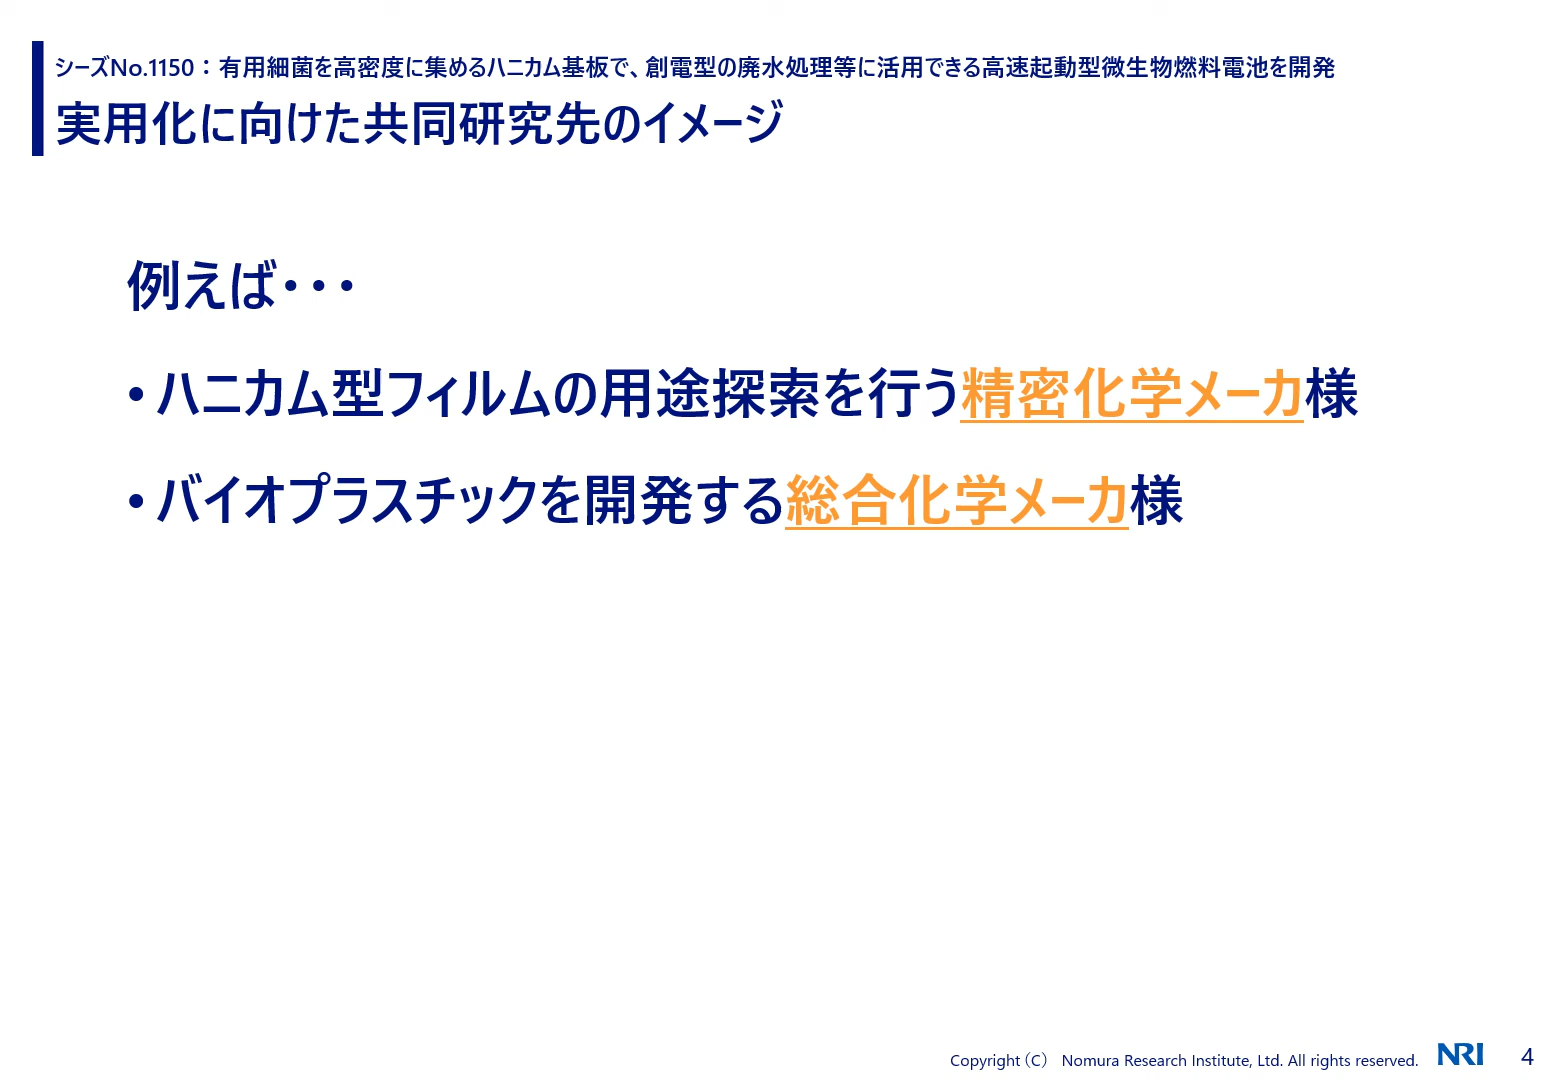 シーズNo.1150：有用細菌を高密度に集めるハニカム基板で、創電型の廃水処理等に活用できる高速起動型微生物燃料電池を開発
実用化に向けた共同研究先のイメージ
例えば・・・
•ハニカム型フィルムの用途探索を行う精密化学メーカ様
•バイオプラスチックを開発する総合化学メーカ様
Copyright（C） Nomura Research Institute, Ltd. All rights reserved. NRI 4